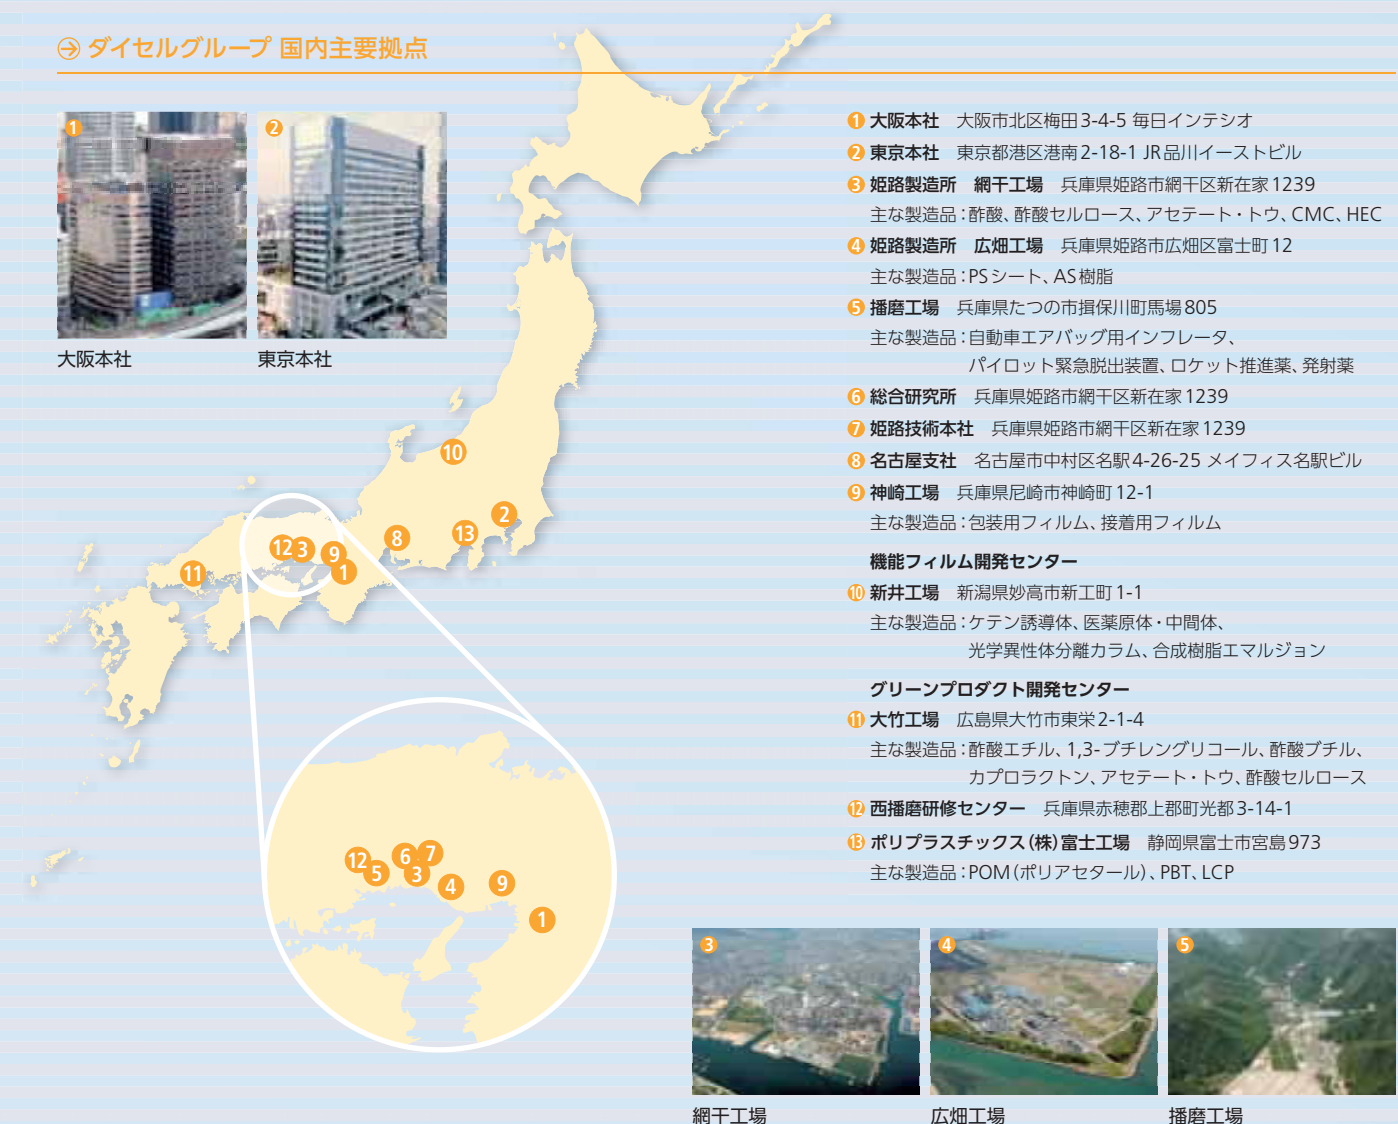 ダイセルグループ 国内主要拠点
1
2
大阪本社
東京本社
10
2
13
8
12 3 9
1
11
12 6 7
5 3
4 9
1
1 大阪本社 大阪市北区梅田3-4-5 毎日インテシオ
2 東京本社 東京都港区港南2-18-1 JR品川イーストビル
3 姫路製造所 網干工場 兵庫県姫路市網干区新在家1239
主な製造品:酢酸、酢酸セルロース、アセテート・トウ、CMC、HEC
4 姫路製造所 広畑工場 兵庫県姫路市広畑区富士町12
主な製造品:PSシート、AS樹脂
5 播磨工場 兵庫県たつの市揖保川町馬場805
主な製造品:自動車エアバッグ用インフレータ、
パイロット緊急脱出装置、ロケット推進薬、発射薬
6 総合研究所 兵庫県姫路市網干区新在家1239
7 姫路技術本社 兵庫県姫路市網干区新在家1239
8 名古屋支社 名古屋市中村区名駅4-26-25 メイフィス名駅ビル
9 神崎工場 兵庫県尼崎市神崎町12-1
主な製造品:包装用フィルム、接着用フィルム
機能フィルム開発センター
10 新井工場 新潟県妙高市新工町1-1
主な製造品:ケテン誘導体、医薬原体・中間体、
光学異性体分離カラム、合成樹脂エマルジョン
グリーンプロダクト開発センター
11 大竹工場 広島県大竹市東栄2-1-4
主な製造品:酢酸エチル、1,3-ブチレングリコール、酢酸ブチル、
カプロラクトン、アセテート・トウ、酢酸セルロース
12 西播磨研修センター 兵庫県赤穂郡上郡町光都3-14-1
13 ポリプラスチックス(株)富士工場 静岡県富士市宮島973
主な製造品:POM(ポリアセタール)、PBT、LCP
3
4
5
網干工場
広畑工場
播磨工場